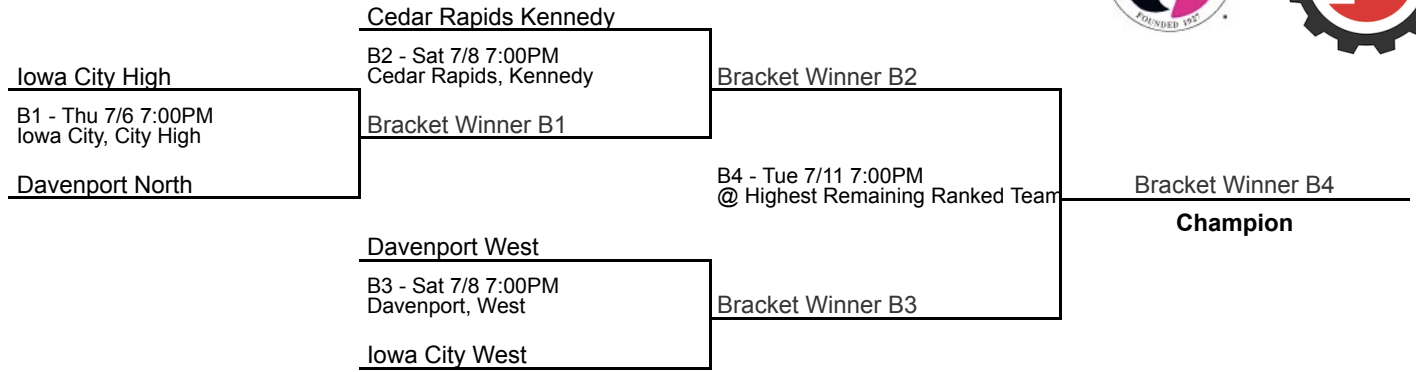 Cedar Rapids Kennedy
B2 - Sat 7/8 7:00PM
Cedar Rapids, Kennedy
Iowa City High
Bracket Winner B2
B1 - Thu 7/6 7:00PM
Iowa City, City High
Bracket Winner B1
Davenport North
B4 - Tue 7/11 7:00PM
@ Highest Remaining Ranked Team
Bracket Winner B4
Champion
Davenport West
B3 - Sat 7/8 7:00PM
Davenport, West
Bracket Winner B3
Iowa City West
FOUNDED 1927